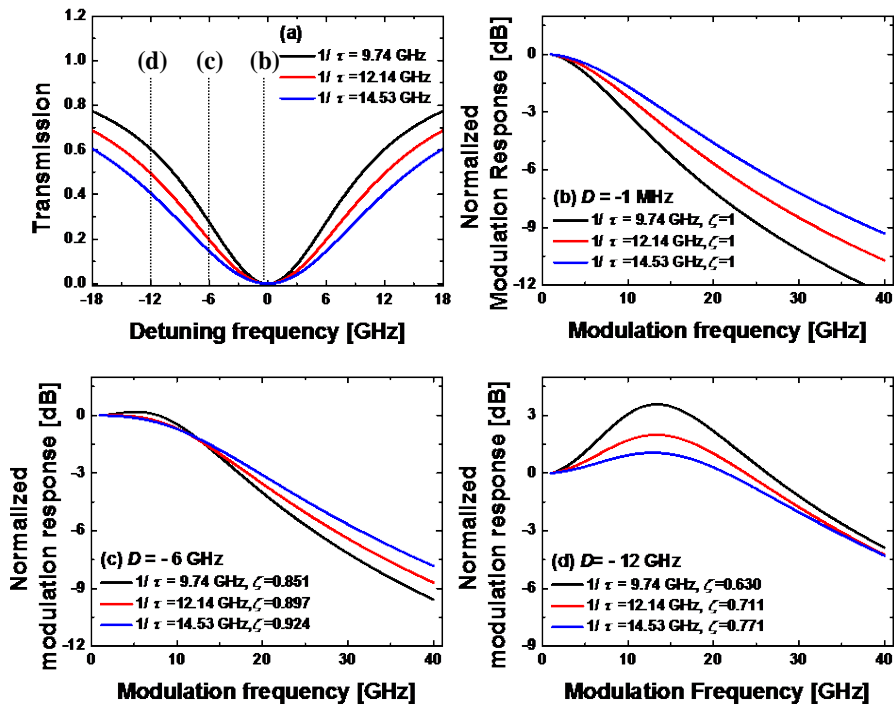 (a)
1/ τ = 9.74 GHz
1/ τ = 12.14 GHz
1/ τ = 14.53 GHz
(d) (c) (b)
1.2
1.0
0.8
0.6
0.4
0.2
0.0
Transmission
-18 -12 -6 0 6 12 18
Detuning frequency [GHz]
Normalized
Modulation Response [dB]
0
-3
-6
-9
-12
(b) D = -1 MHz
1/ τ = 9.74 GHz, ζ=1
1/ τ = 12.14 GHz, ζ=1
1/ τ = 14.53 GHz, ζ=1
0 10 20 30 40
Modulation frequency [GHz]
Normalized
modulation response [dB]
3
0
-3
-6
-9
-12
(c) D = - 6 GHz
1/ τ = 9.74 GHz, ζ=0.851
1/ τ = 12.14 GHz, ζ=0.897
1/ τ = 14.53 GHz, ζ=0.924
0 10 20 30 40
Modulation frequency [GHz]
Normalized
modulation response [dB]
3
0
-3
-6
-9
(d) D= - 12 GHz
1/ τ = 9.74 GHz, ζ=0.630
1/ τ = 12.14 GHz, ζ=0.711
1/ τ = 14.53 GHz, ζ=0.771
0 10 20 30 40
Modulation Frequency [GHz]